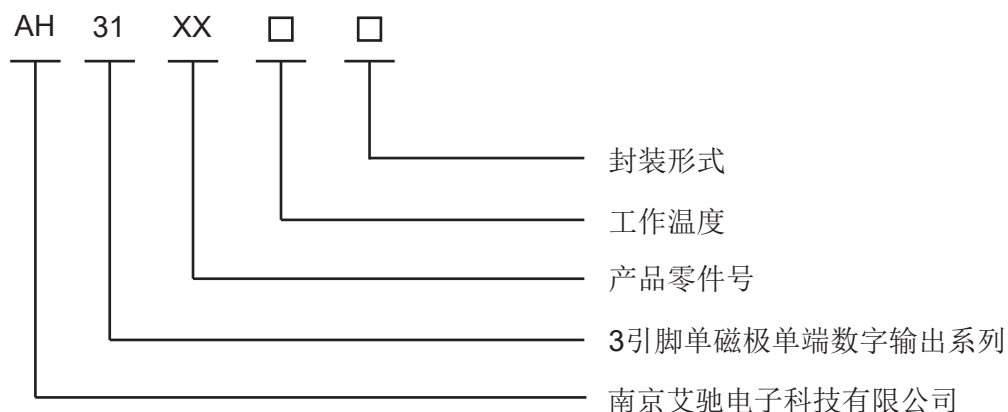 AH 31 XX □ □
封装形式
工作温度
产品零件号
3引脚单磁极单端数字输出系列
南京艾驰电子科技有限公司